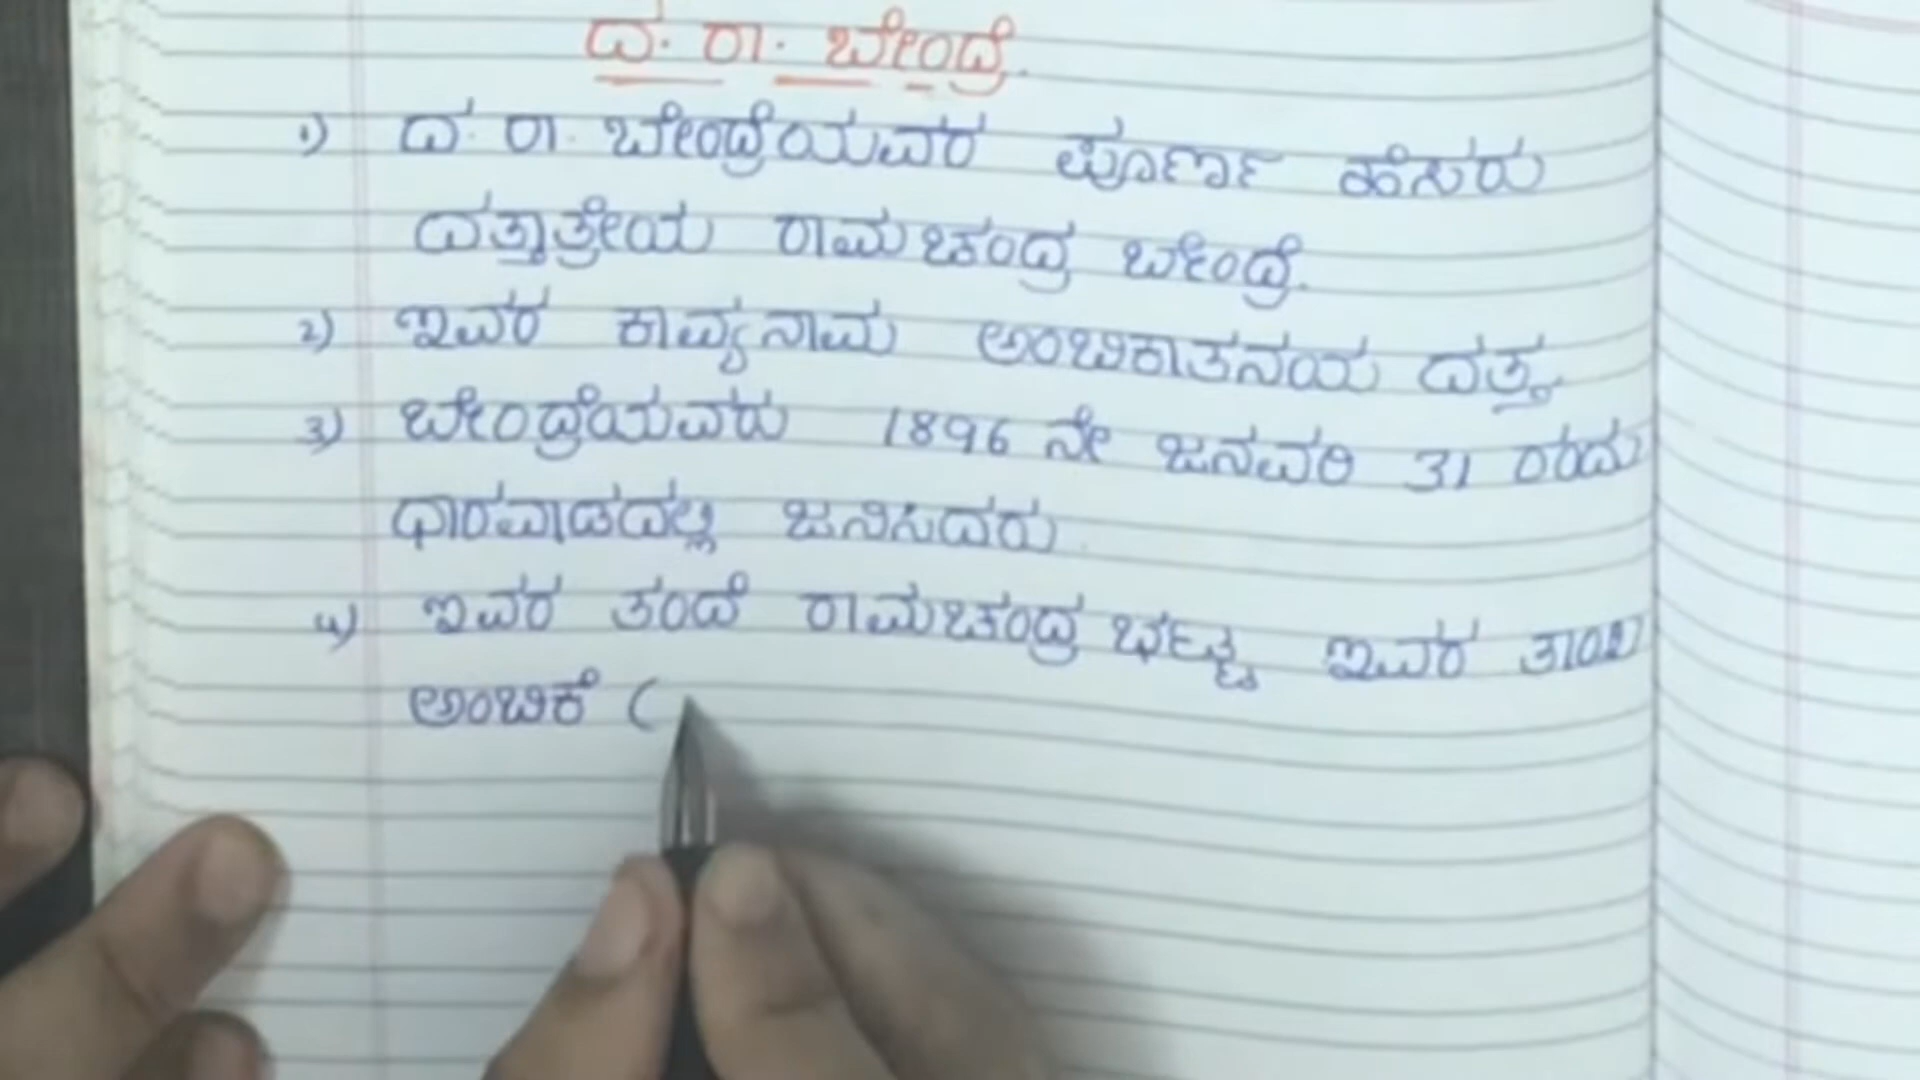 ದ. ರಾ. ಬೇಂದ್ರೆ.
1) ದ. ರಾ. ಬೇಂದ್ರೆಯವರ ಪೂರ್ಣ ಹೆಸರು
ದತ್ತಾತ್ರೇಯ ರಾಮಚಂದ್ರ ಬೇಂದ್ರೆ.
2) ಇವರ ಕಾವ್ಯನಾಮ ಅಂಬಿಕಾತನಯ ದತ್ತ
3) ಬೇಂದ್ರೆಯವರು 1896 ನೇ ಜನವರಿ 31 ರಂದು
ಧಾರವಾಡದಲ್ಲಿ ಜನಿಸಿದರು
4) ಇವರ ತಂದೆ ರಾಮಚಂದ್ರ ಭಟ್ಟ ಇವರ ತಾಯಿ
ಅಂಬಿಕೆ (